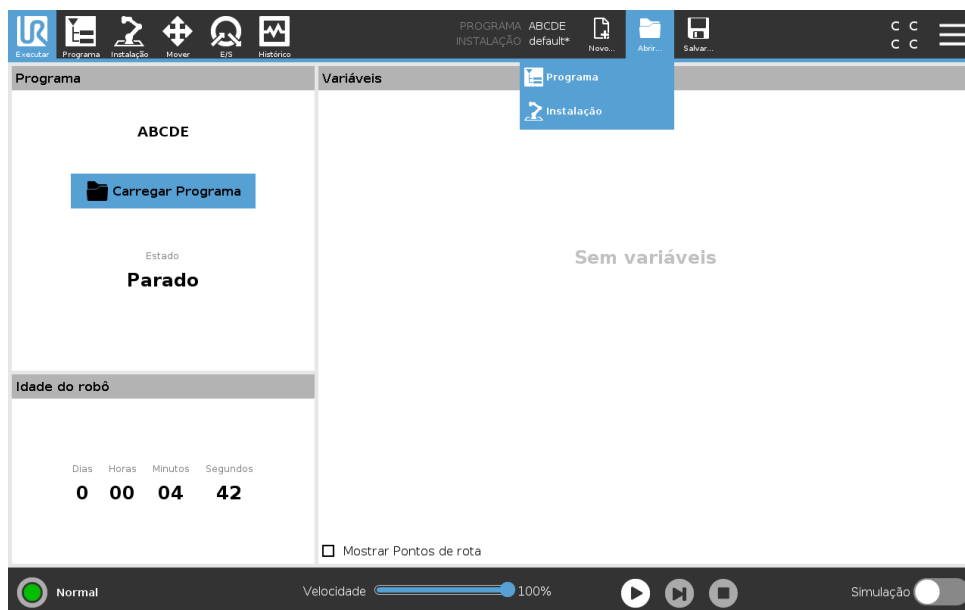 UR
Executar
Programa
Instalação
Mover
E/S
Histórico
PROGRAMA ABCDE
INSTALAÇÃO default*
Novo...
Abrir...
Salvar...
C C
C C
Programa
Instalação
Programa
ABCDE
Carregar Programa
Estado
Parado
Variáveis
Sem variáveis
Mostrar Pontos de rota
Idade do robô
Dias Horas Minutos Segundos
0 00 04 42
Normal
Velocidade 100%
Simulação